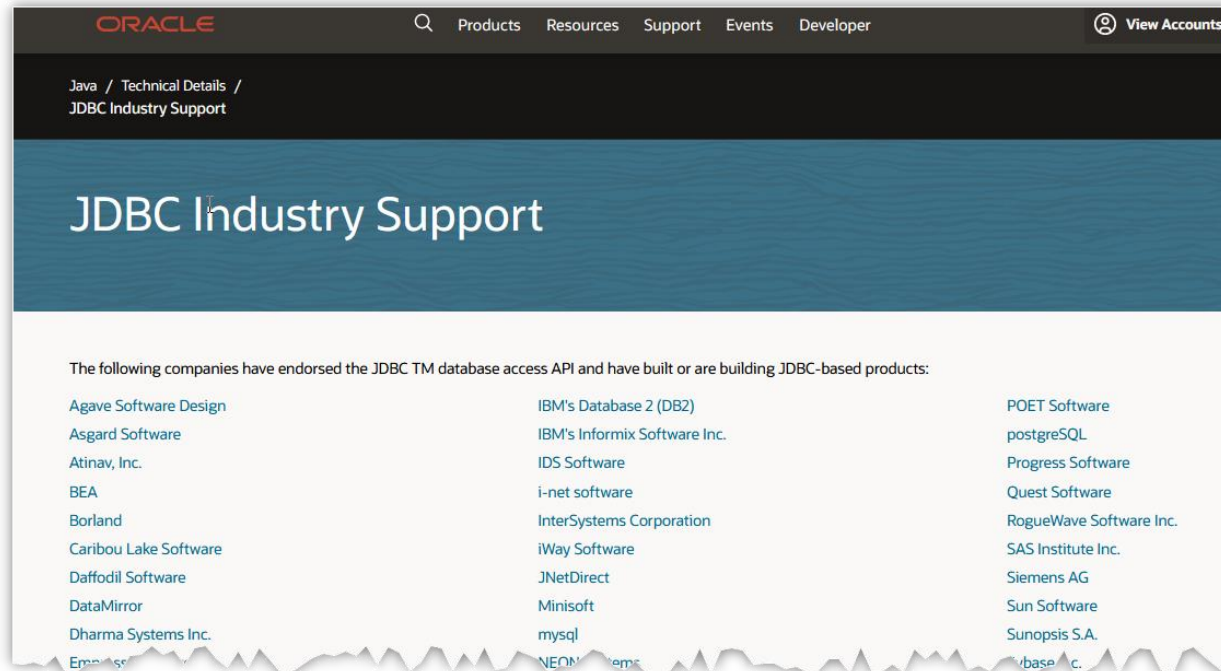 ORACLE
Products Resources Support Events Developer
View Accounts
Java / Technical Details /
JDBC Industry Support
JDBC Industry Support
The following companies have endorsed the JDBC TM database access API and have built or are building JDBC-based products:
Agave Software Design
Asgard Software
Atinav, Inc.
BEA
Borland
Caribou Lake Software
Daffodil Software
DataMirror
Dharma Systems Inc.
IBM's Database 2 (DB2)
IBM's Informix Software Inc.
IDS Software
i-net software
InterSystems Corporation
iWay Software
JNetDirect
Minisoft
mysql
NEON
POET Software
postgreSQL
Progress Software
Quest Software
RogueWave Software Inc.
SAS Institute Inc.
Siemens AG
Sun Software
Sunopsis S.A.